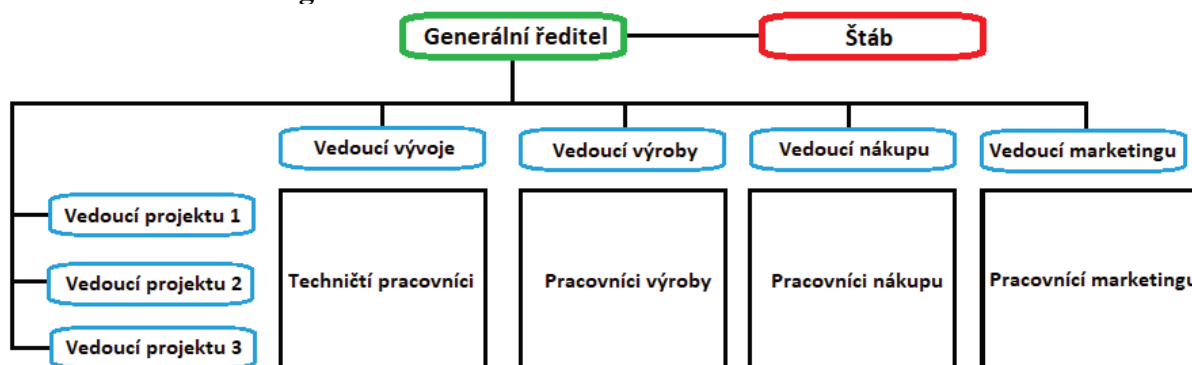 Generální ředitel
Štáb
Vedoucí vývoje
Vedoucí výroby
Vedoucí nákupu
Vedoucí marketingu
Vedoucí projektu 1
Vedoucí projektu 2
Vedoucí projektu 3
Techničtí pracovníci
Pracovníci výroby
Pracovníci nákupu
Pracovnící marketingu